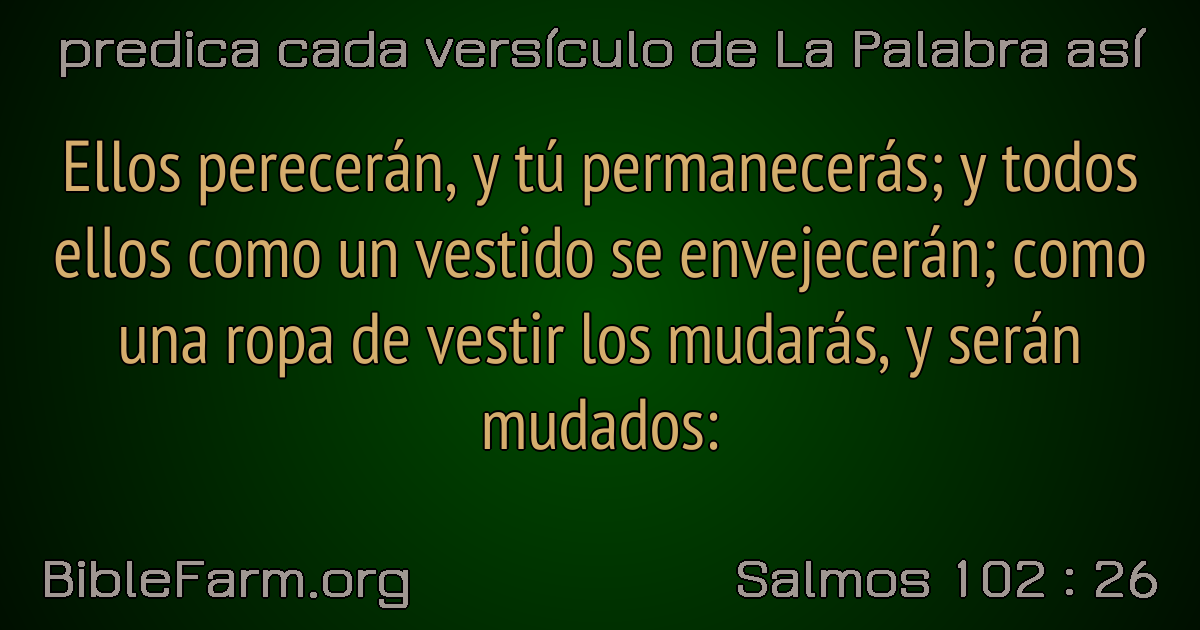 predica cada versículo de La Palabra así
Ellos perecerán, y tú permanecerás; y todos
ellos como un vestido se envejecerán; como
una ropa de vestir los mudarás, y serán
mudados:
BibleFarm.org
Salmos 102 : 26